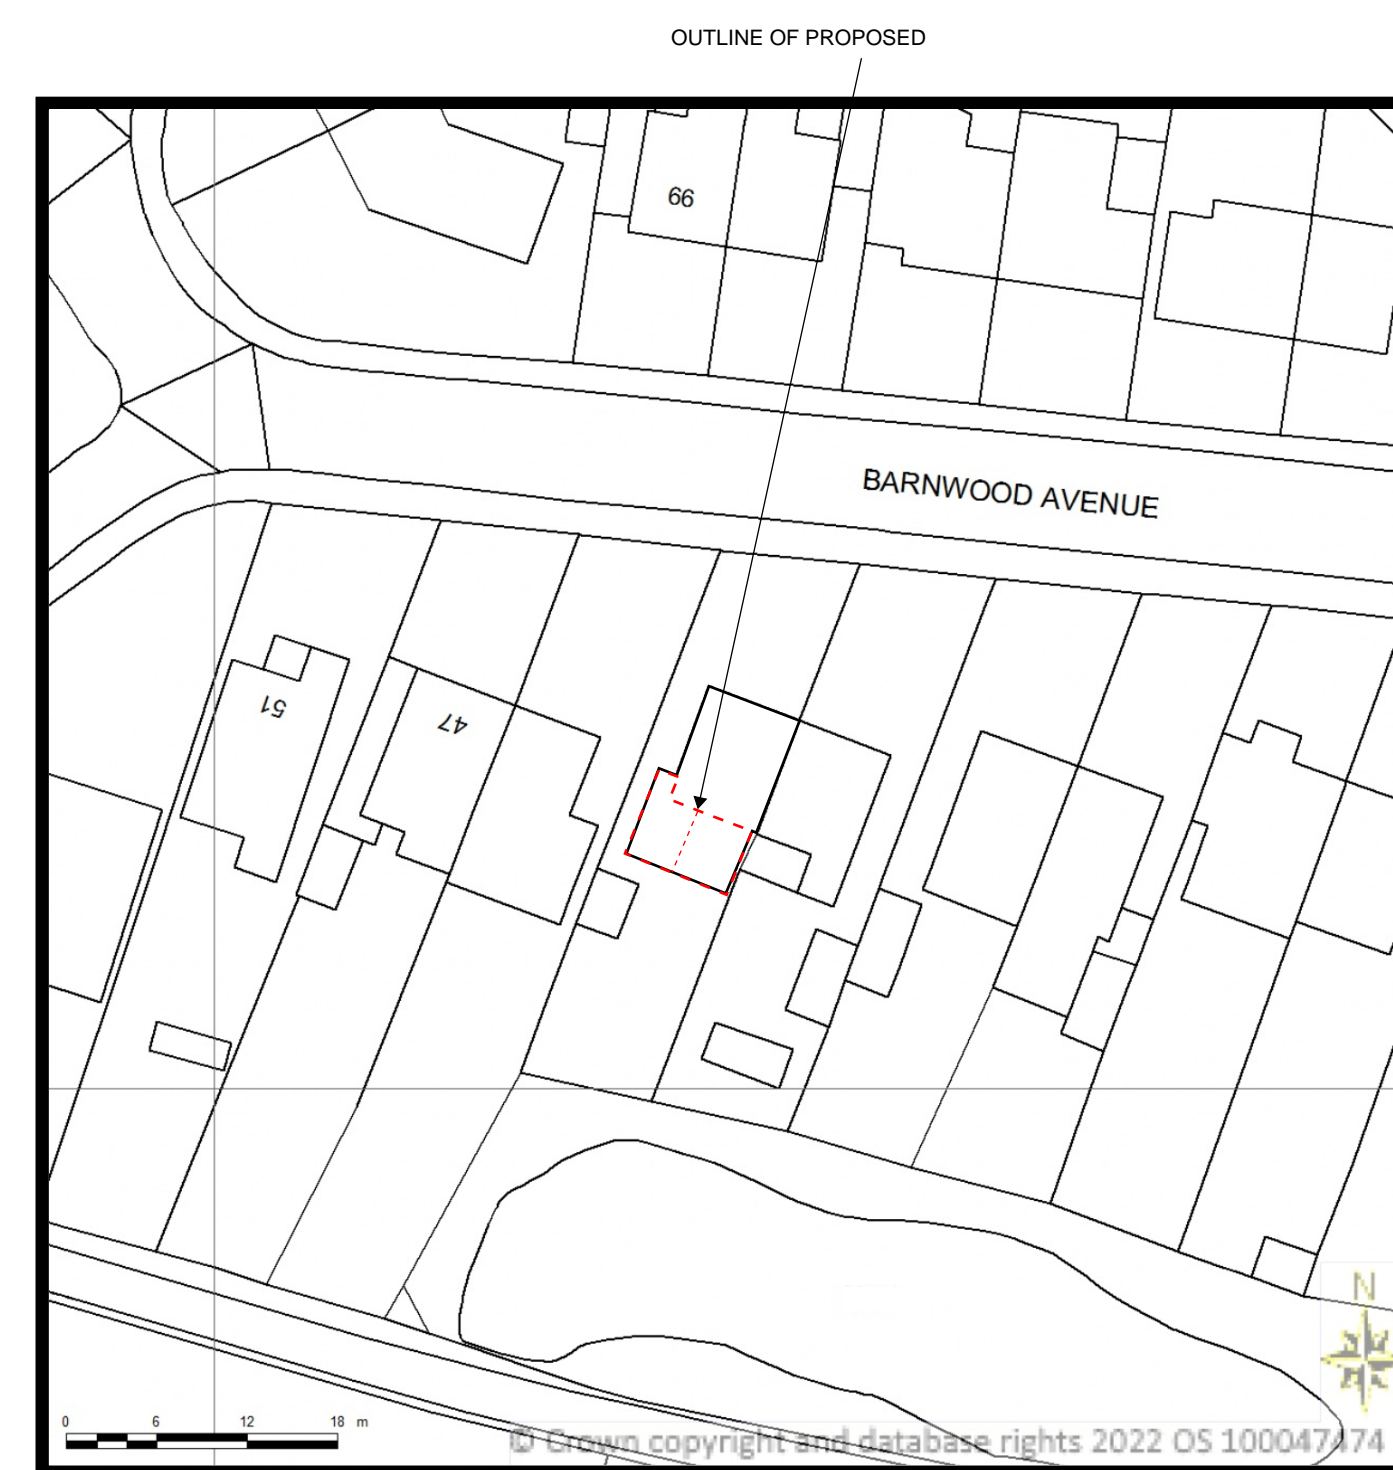 OUTLINE OF PROPOSED
66
BARNWOOD AVENUE
51
47
N
0 6 12 18 m
© Crown copyright and database rights 2022 OS 100047474